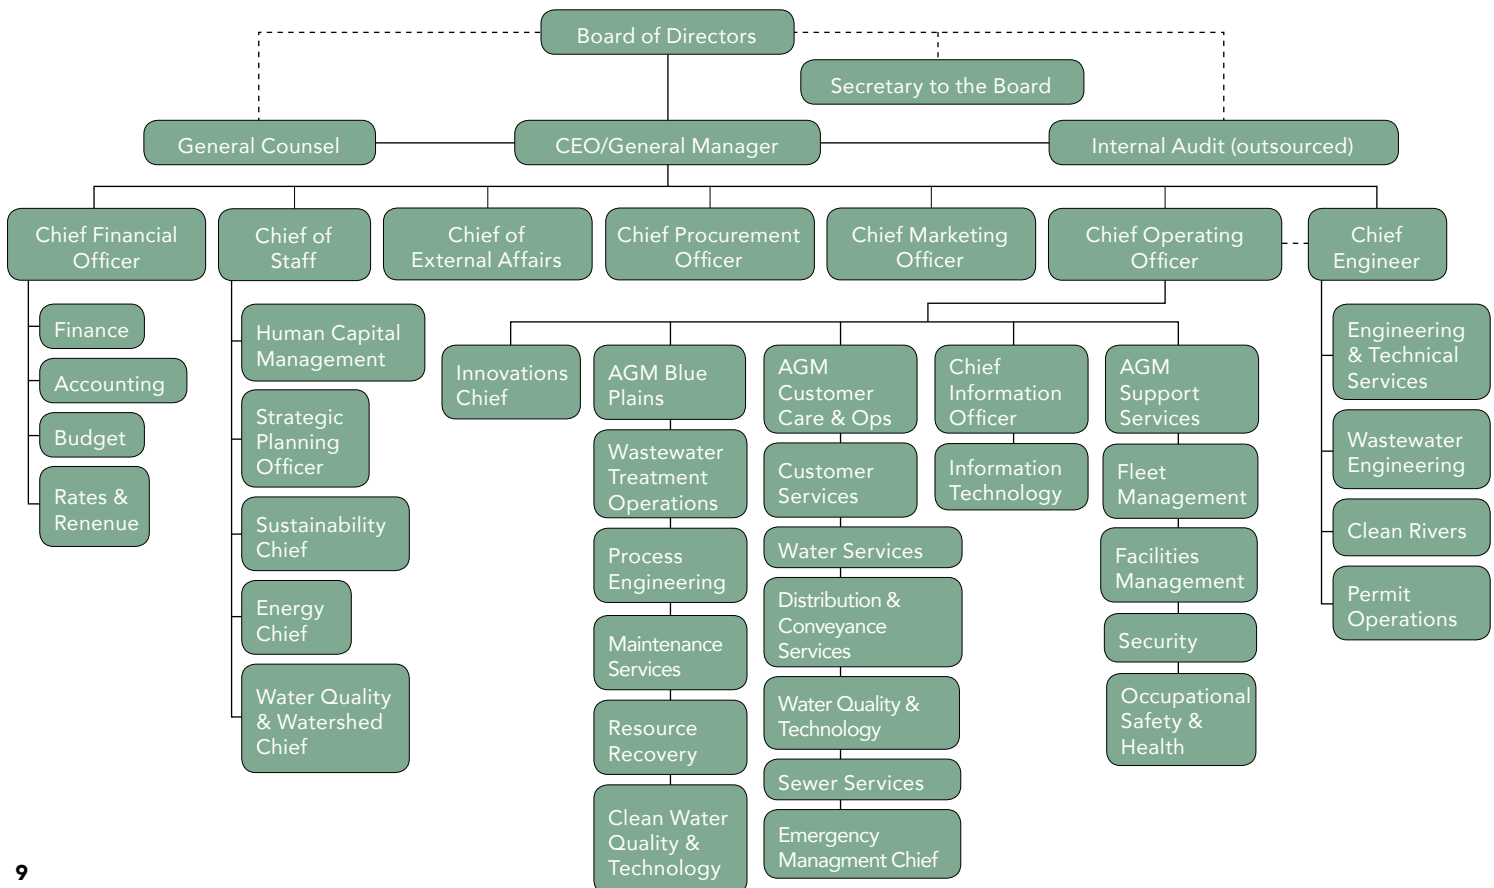 Board of Directors
Secretary to the Board
General Counsel
CEO/General Manager
Internal Audit (outsourced)
Chief Financial
Officer
Chief of
Staff
Chief of
External Affairs
Chief Procurement
Officer
Chief Marketing
Officer
Chief Operating
Officer
Chief
Engineer
Finance
Accounting
Budget
Rates &
Renenue
Human Capital
Management
Strategic
Planning
Officer
Sustainability
Chief
Energy
Chief
Water Quality
& Watershed
Chief
Innovations
Chief
AGM Blue
Plains
Wastewater
Treatment
Operations
Process
Engineering
Maintenance
Services
Resource
Recovery
Clean Water
Quality &
Technology
AGM
Customer
Care & Ops
Customer
Services
Water Services
Distribution &
Conveyance
Services
Water Quality &
Technology
Sewer Services
Emergency
Managment Chief
Chief
Information
Officer
Information
Technology
AGM
Support
Services
Fleet
Management
Facilities
Management
Security
Occupational
Safety &
Health
Engineering
& Technical
Services
Wastewater
Engineering
Clean Rivers
Permit
Operations
9